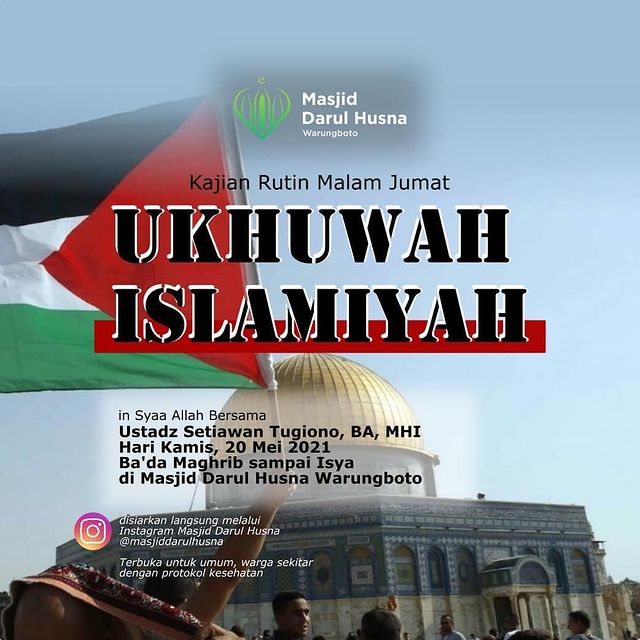 Masjid
Darul Husna
Warungboto
Kajian Rutin Malam Jumat
UKHUWAH
ISLAMIYAH
in Syaa Allah Bersama
Ustadz Setiawan Tugiono, BA, MHI
Hari Kamis, 20 Mei 2021
Ba'da Maghrib sampai Isya
di Masjid Darul Husna Warungboto
disiarkan langsung melalui
Instagram Masjid Darul Husna
@masjiddarulhusna
Terbuka untuk umum, warga sekitar
dengan protokol kesehatan